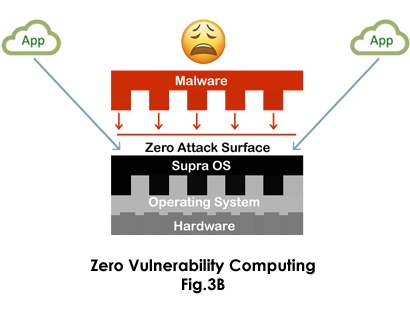 App
App
Malware
Zero Attack Surface
Supra OS
Operating System
Hardware
Zero Vulnerability Computing
Fig.3B